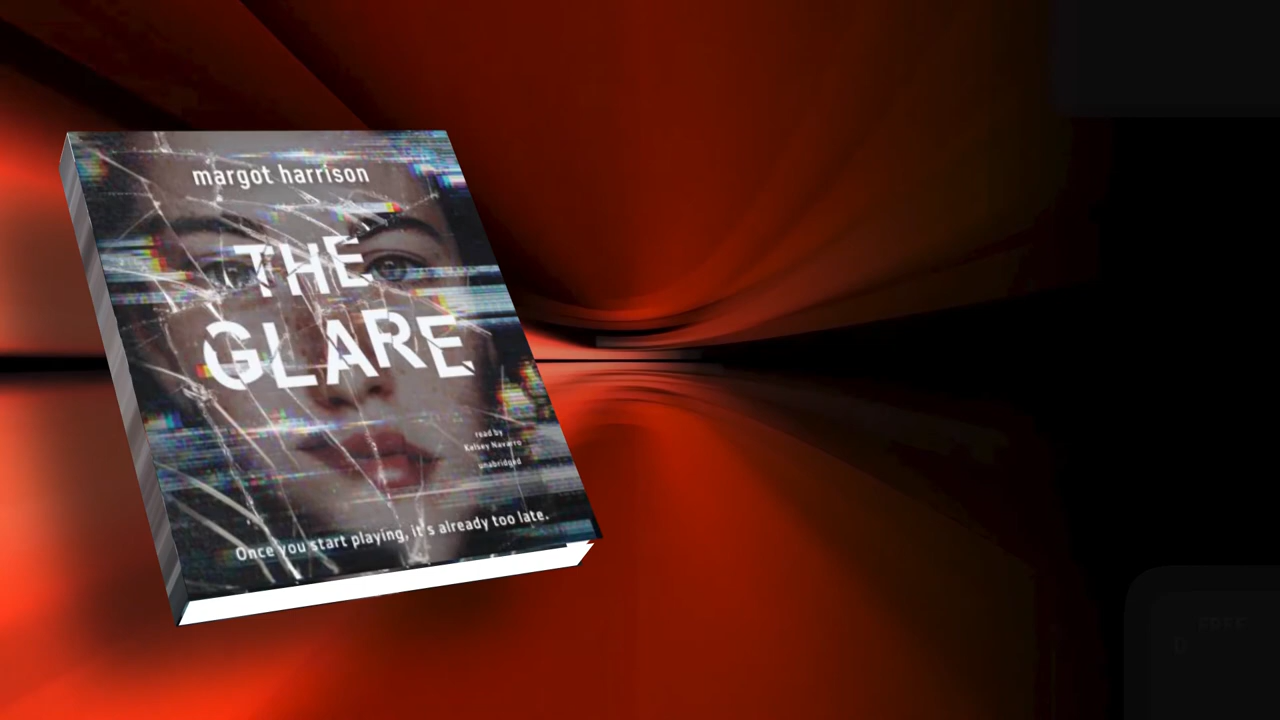 margot harrison
THE
GLARE
read by
Kelsey Navarro
unabridged
Once you start playing, it's already too late.